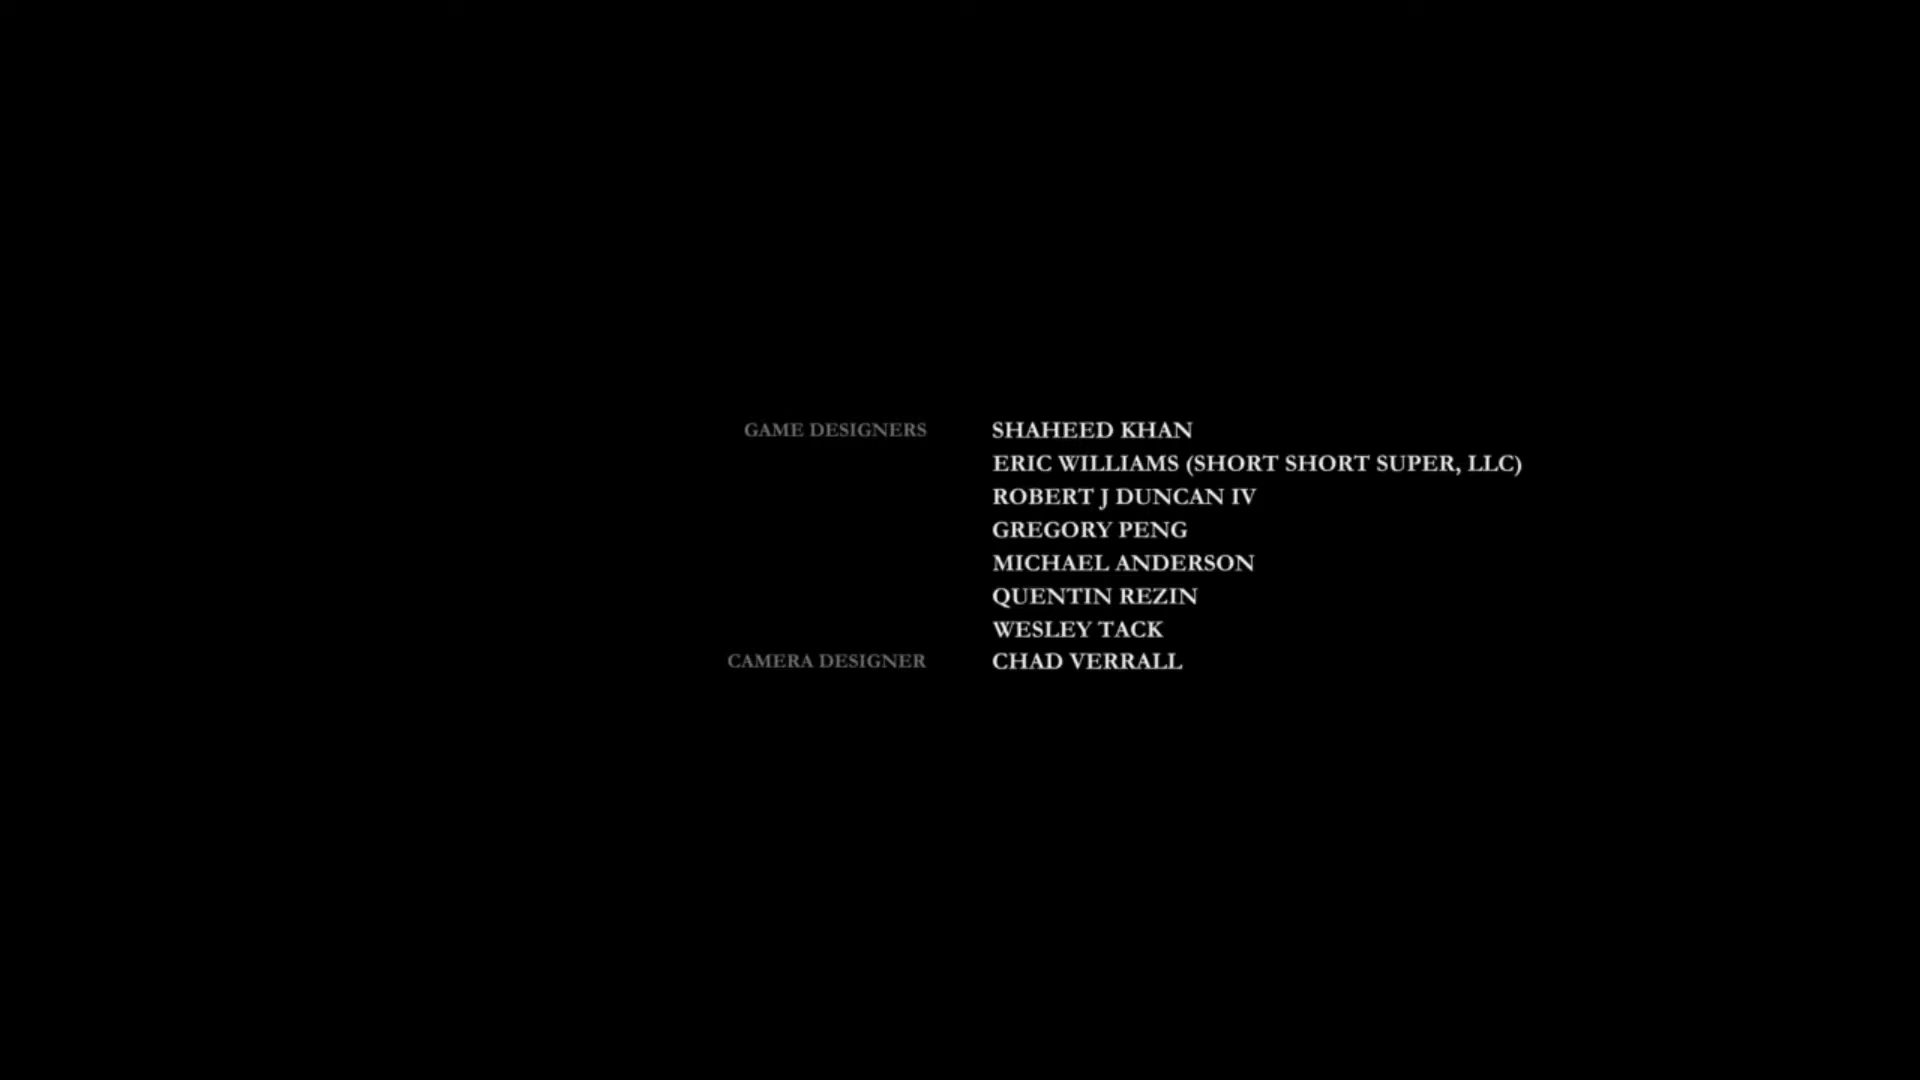 GAME DESIGNERS SHAHEED KHAN
ERIC WILLIAMS (SHORT SHORT SUPER, LLC)
ROBERT J DUNCAN IV
GREGORY PENG
MICHAEL ANDERSON
QUENTIN REZIN
WESLEY TACK
CAMERA DESIGNER CHAD VERRALL